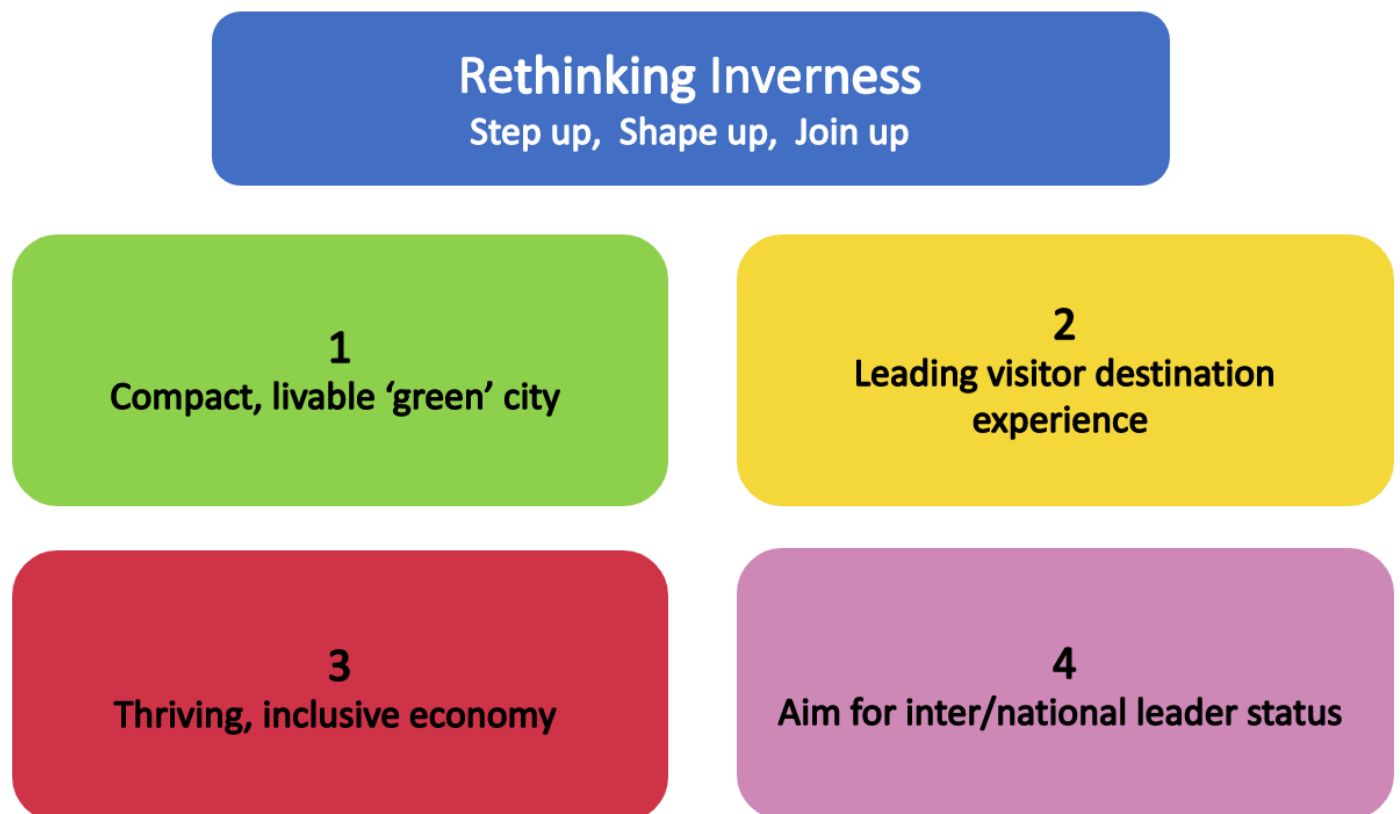 Rethinking Inverness
Step up,  Shape up,  Join up
1
Compact, livable ‘green’ city
2
Leading visitor destination
experience
3
Thriving, inclusive economy
4
Aim for inter/national leader status